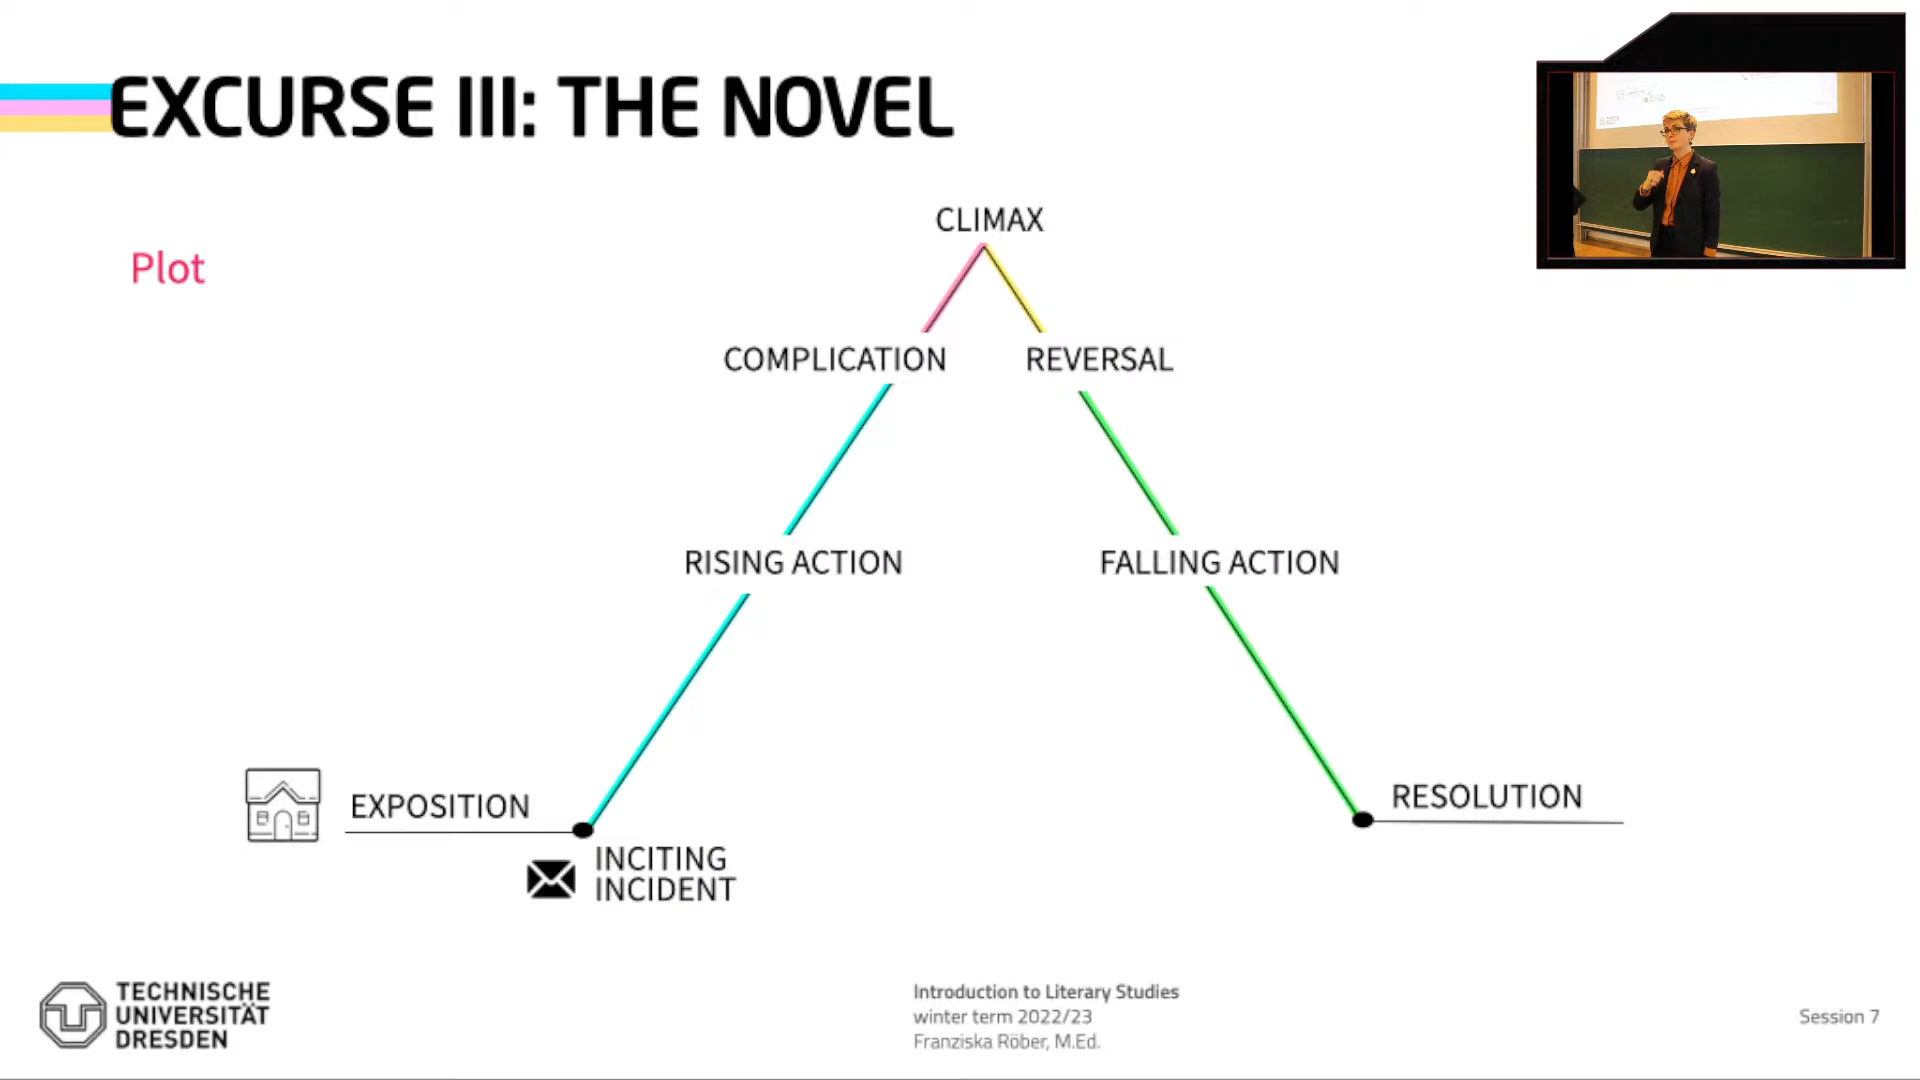 EXCURSE III: THE NOVEL
Plot
CLIMAX
COMPLICATION
REVERSAL
RISING ACTION
FALLING ACTION
EXPOSITION
RESOLUTION
INCITING
INCIDENT
TECHNISCHE
UNIVERSITÄT
DRESDEN
Introduction to Literary Studies
winter term 2022/23
Franziska Röber, M.Ed.
Session 7